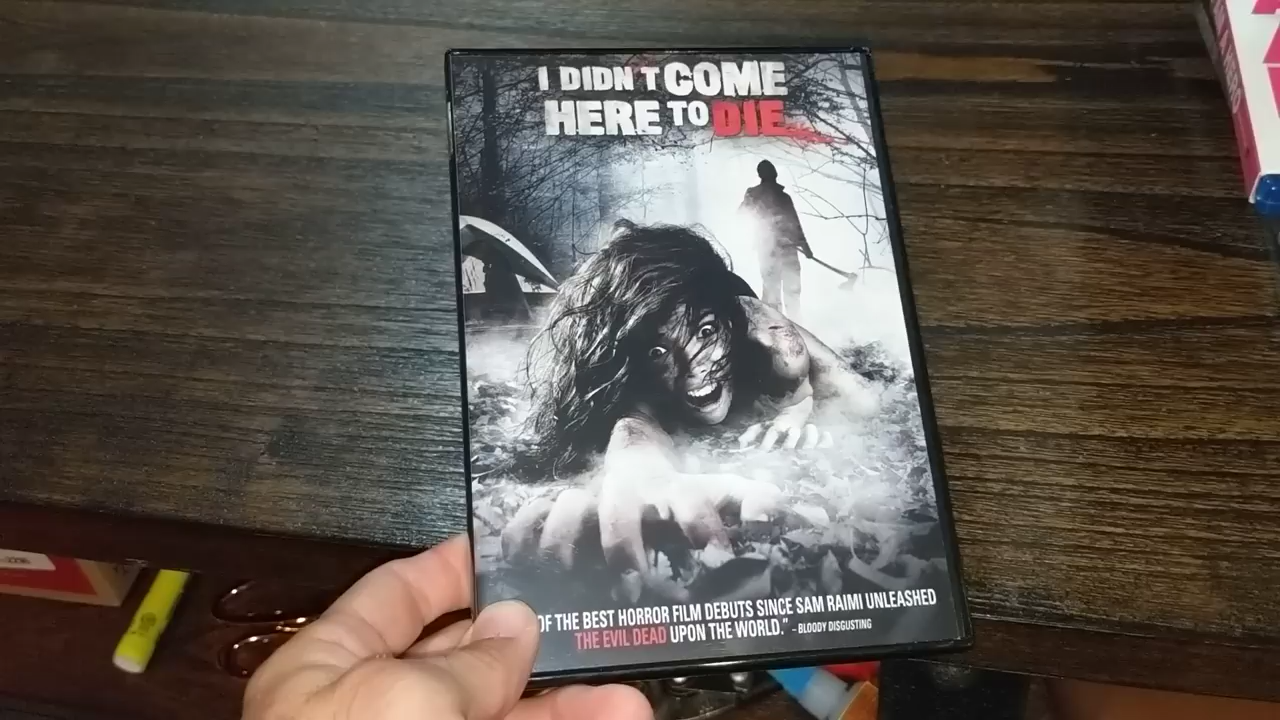 I DIDN'T COME
HERE TO DIE
OF THE BEST HORROR FILM DEBUTS SINCE SAM RAIMI UNLEASHED
THE EVIL DEAD UPON THE WORLD." – BLOODY DISGUSTING